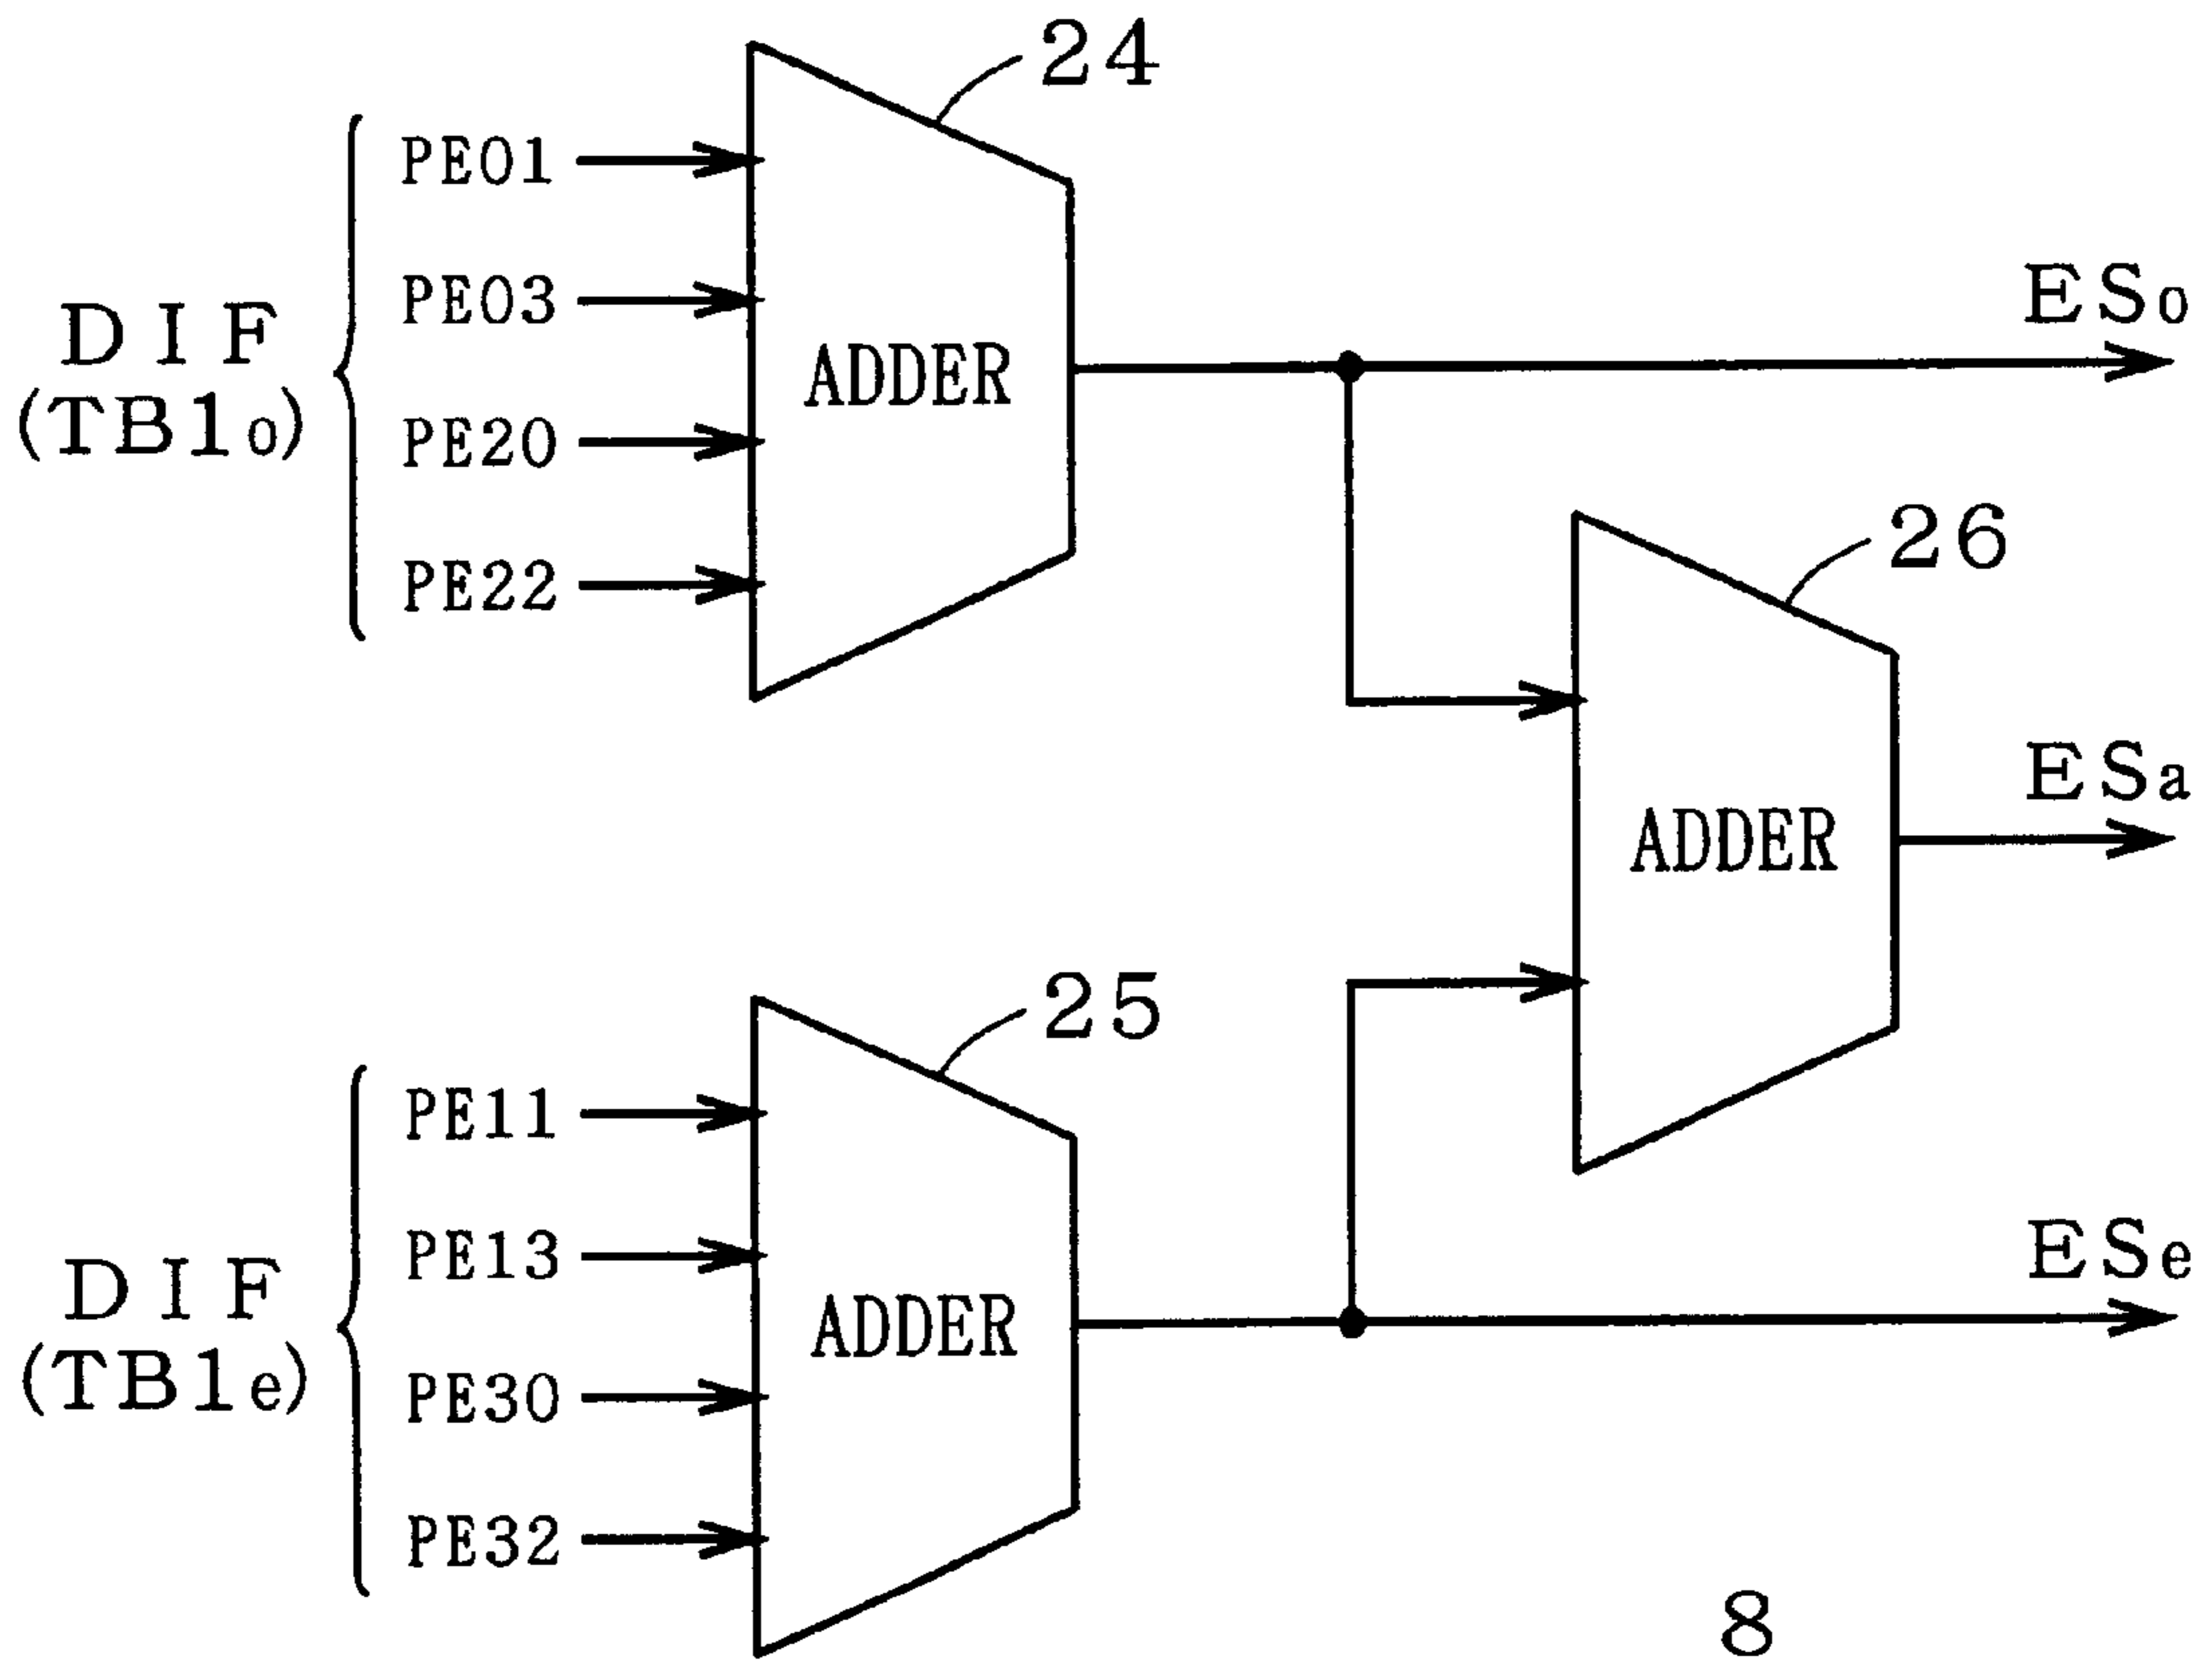 24
PE01
PE03
PE20
PE22
DIF
(TB1o)
ADDER
ESo
26
ADDER
ESa
25
PE11
PE13
PE30
PE32
DIF
(TB1e)
ADDER
ESe
8